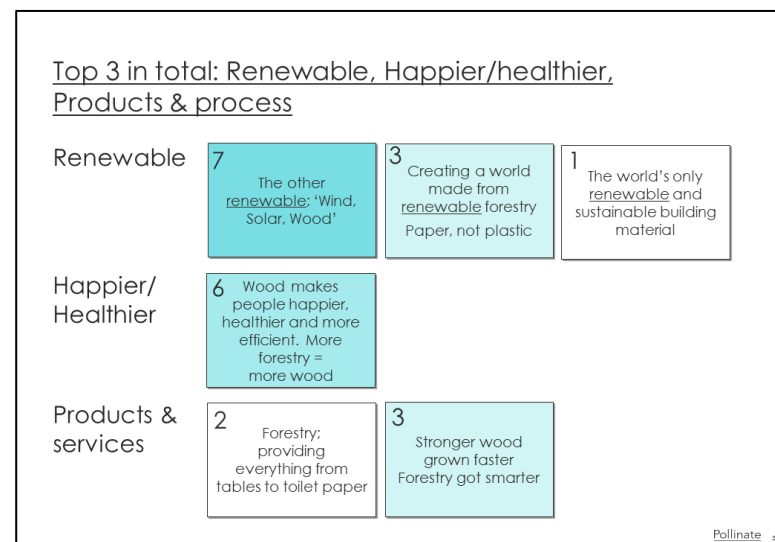 Top 3 in total: Renewable, Happier/healthier,
Products & process
Renewable
7
The other
renewable; 'Wind,
Solar, Wood'
3
Creating a world
made from
renewable forestry
Paper, not plastic
1
The world's only
renewable and
sustainable building
material
Happier/
Healthier
6
Wood makes
people happier,
healthier and more
efficient. More
forestry =
more wood
Products &
services
2
Forestry;
providing
everything from
tables to toilet paper
3
Stronger wood
grown faster
Forestry got smarter
Pollinate